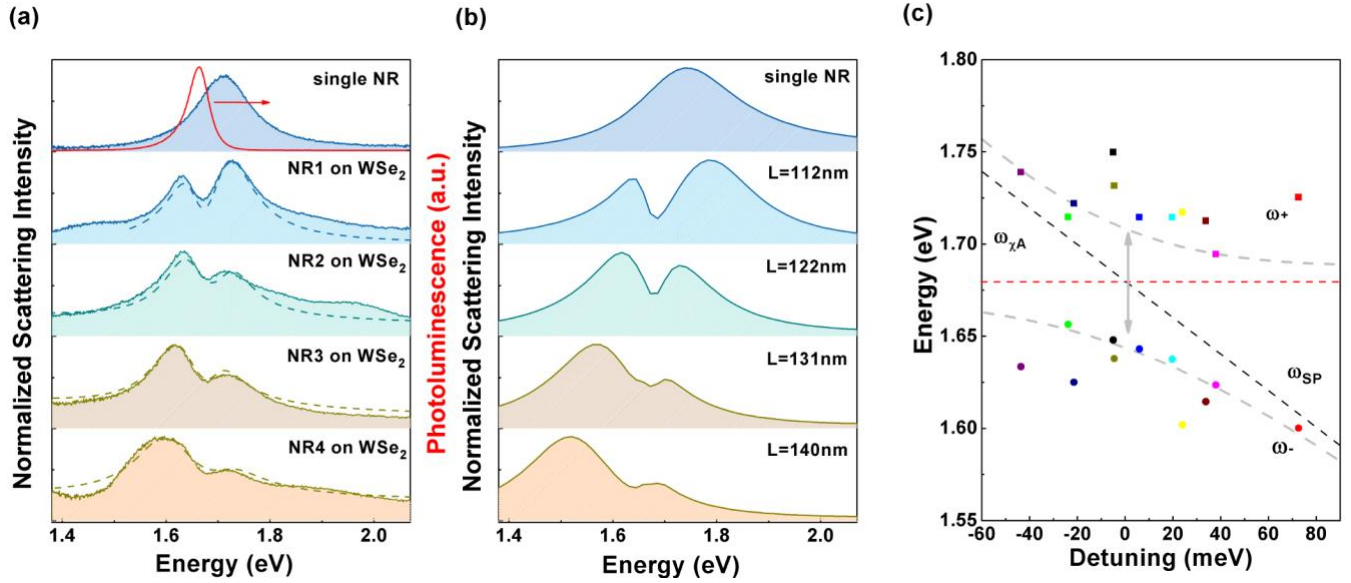 (a)
Normalized Scattering Intensity
single NR
NR1 on WSe₂
NR2 on WSe₂
NR3 on WSe₂
NR4 on WSe₂
Photoluminescence (a.u.)
1.4 1.6 1.8 2.0
Energy (eV)
(b)
Normalized Scattering Intensity
single NR
L=112nm
L=122nm
L=131nm
L=140nm
1.4 1.6 1.8 2.0
Energy (eV)
(c)
Energy (eV)
1.80
1.75
1.70
1.65
1.60
1.55
ωχA
ω+
ωSP
ω-
-60 -40 -20 0 20 40 60 80
Detuning (meV)